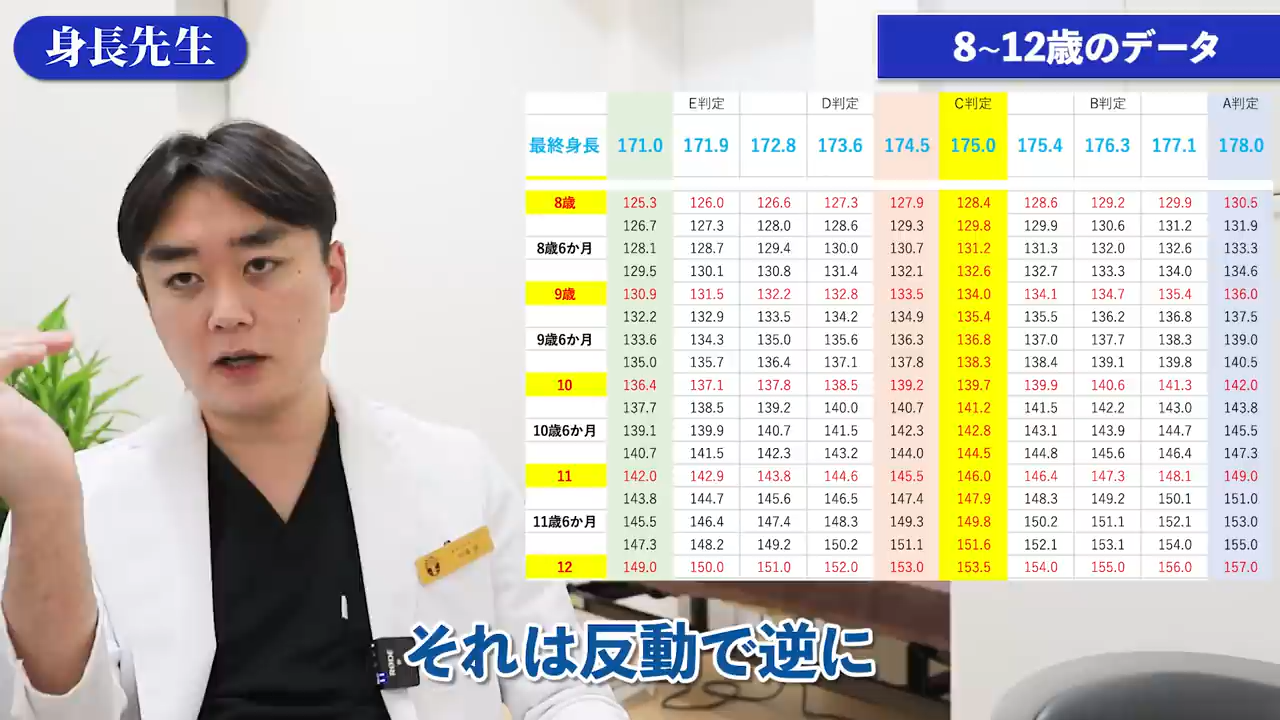 身長先生
8~12歳のデータ
E判定 D判定 C判定 B判定 A判定
最終身長 171.0 171.9 172.8 173.6 174.5 175.0 175.4 176.3 177.1 178.0
8歳 125.3 126.0 126.6 127.3 127.9 128.4 128.6 129.2 129.9 130.5
126.7 127.3 128.0 128.6 129.3 129.8 129.9 130.6 131.2 131.9
8歳6か月 128.1 128.7 129.4 130.0 130.7 131.2 131.3 132.0 132.6 133.3
129.5 130.1 130.8 131.4 132.1 132.6 132.7 133.3 134.0 134.6
9歳 130.9 131.5 132.2 132.8 133.5 134.0 134.1 134.7 135.4 136.0
132.2 132.9 133.5 134.2 134.9 135.4 135.5 136.2 136.8 137.5
9歳6か月 133.6 134.3 135.0 135.6 136.3 136.8 137.0 137.7 138.3 139.0
135.0 135.7 136.4 137.1 137.8 138.3 138.4 139.1 139.8 140.5
10 136.4 137.1 137.8 138.5 139.2 139.7 139.9 140.6 141.3 142.0
137.7 138.5 139.2 140.0 140.7 141.2 141.5 142.2 143.0 143.8
10歳6か月 139.1 139.9 140.7 141.5 142.3 142.8 143.1 143.9 144.7 145.5
140.7 141.5 142.3 143.2 144.0 144.5 144.8 145.6 146.4 147.3
11 142.0 142.9 143.8 144.6 145.5 146.0 146.4 147.3 148.1 149.0
143.8 144.7 145.6 146.5 147.4 147.9 148.3 149.2 150.1 151.0
11歳6か月 145.5 146.4 147.4 148.3 149.3 149.8 150.2 151.1 152.1 153.0
147.3 148.2 149.2 150.2 151.1 151.6 152.1 153.1 154.0 155.0
12 149.0 150.0 151.0 152.0 153.0 153.5 154.0 155.0 156.0 157.0
RODE
それは反動で逆に